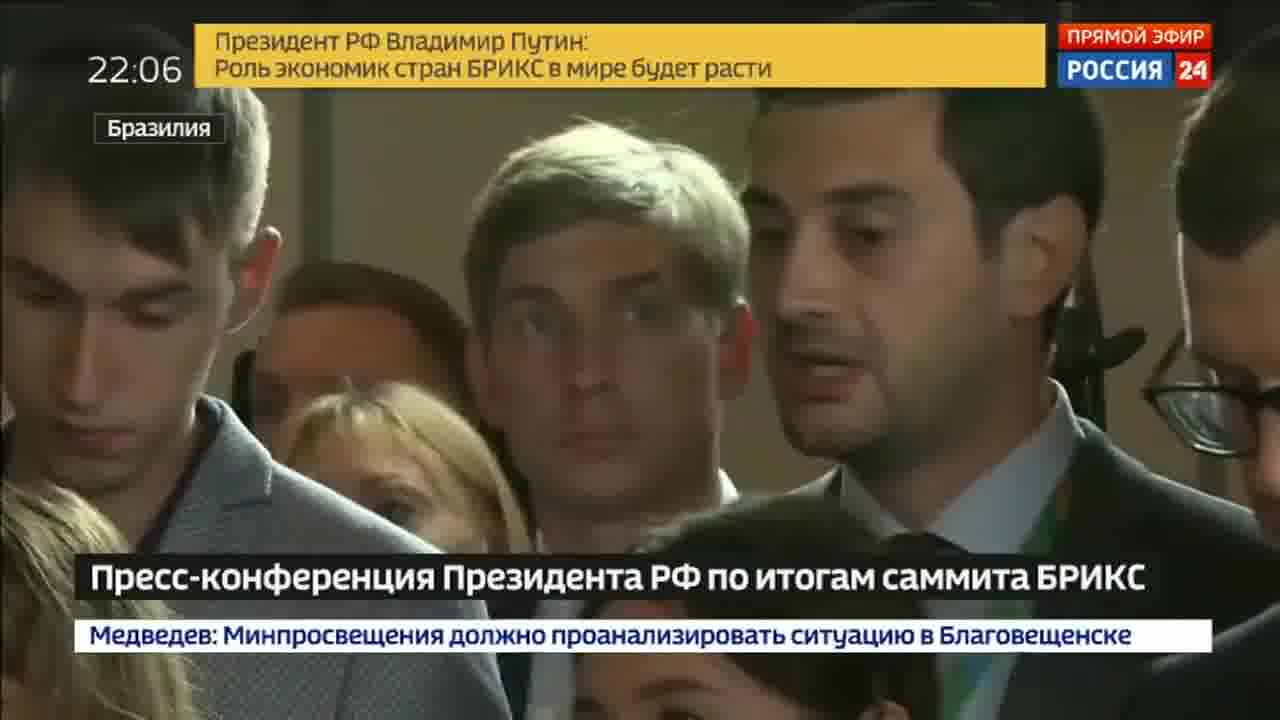 22:06
Президент РФ Владимир Путин:
Роль экономик стран БРИКС в мире будет расти
ПРЯМОЙ ЭФИР
РОССИЯ 24
Бразилия
Пресс-конференция Президента РФ по итогам саммита БРИКС
Медведев: Минпросвещения должно проанализировать ситуацию в Благовещенске